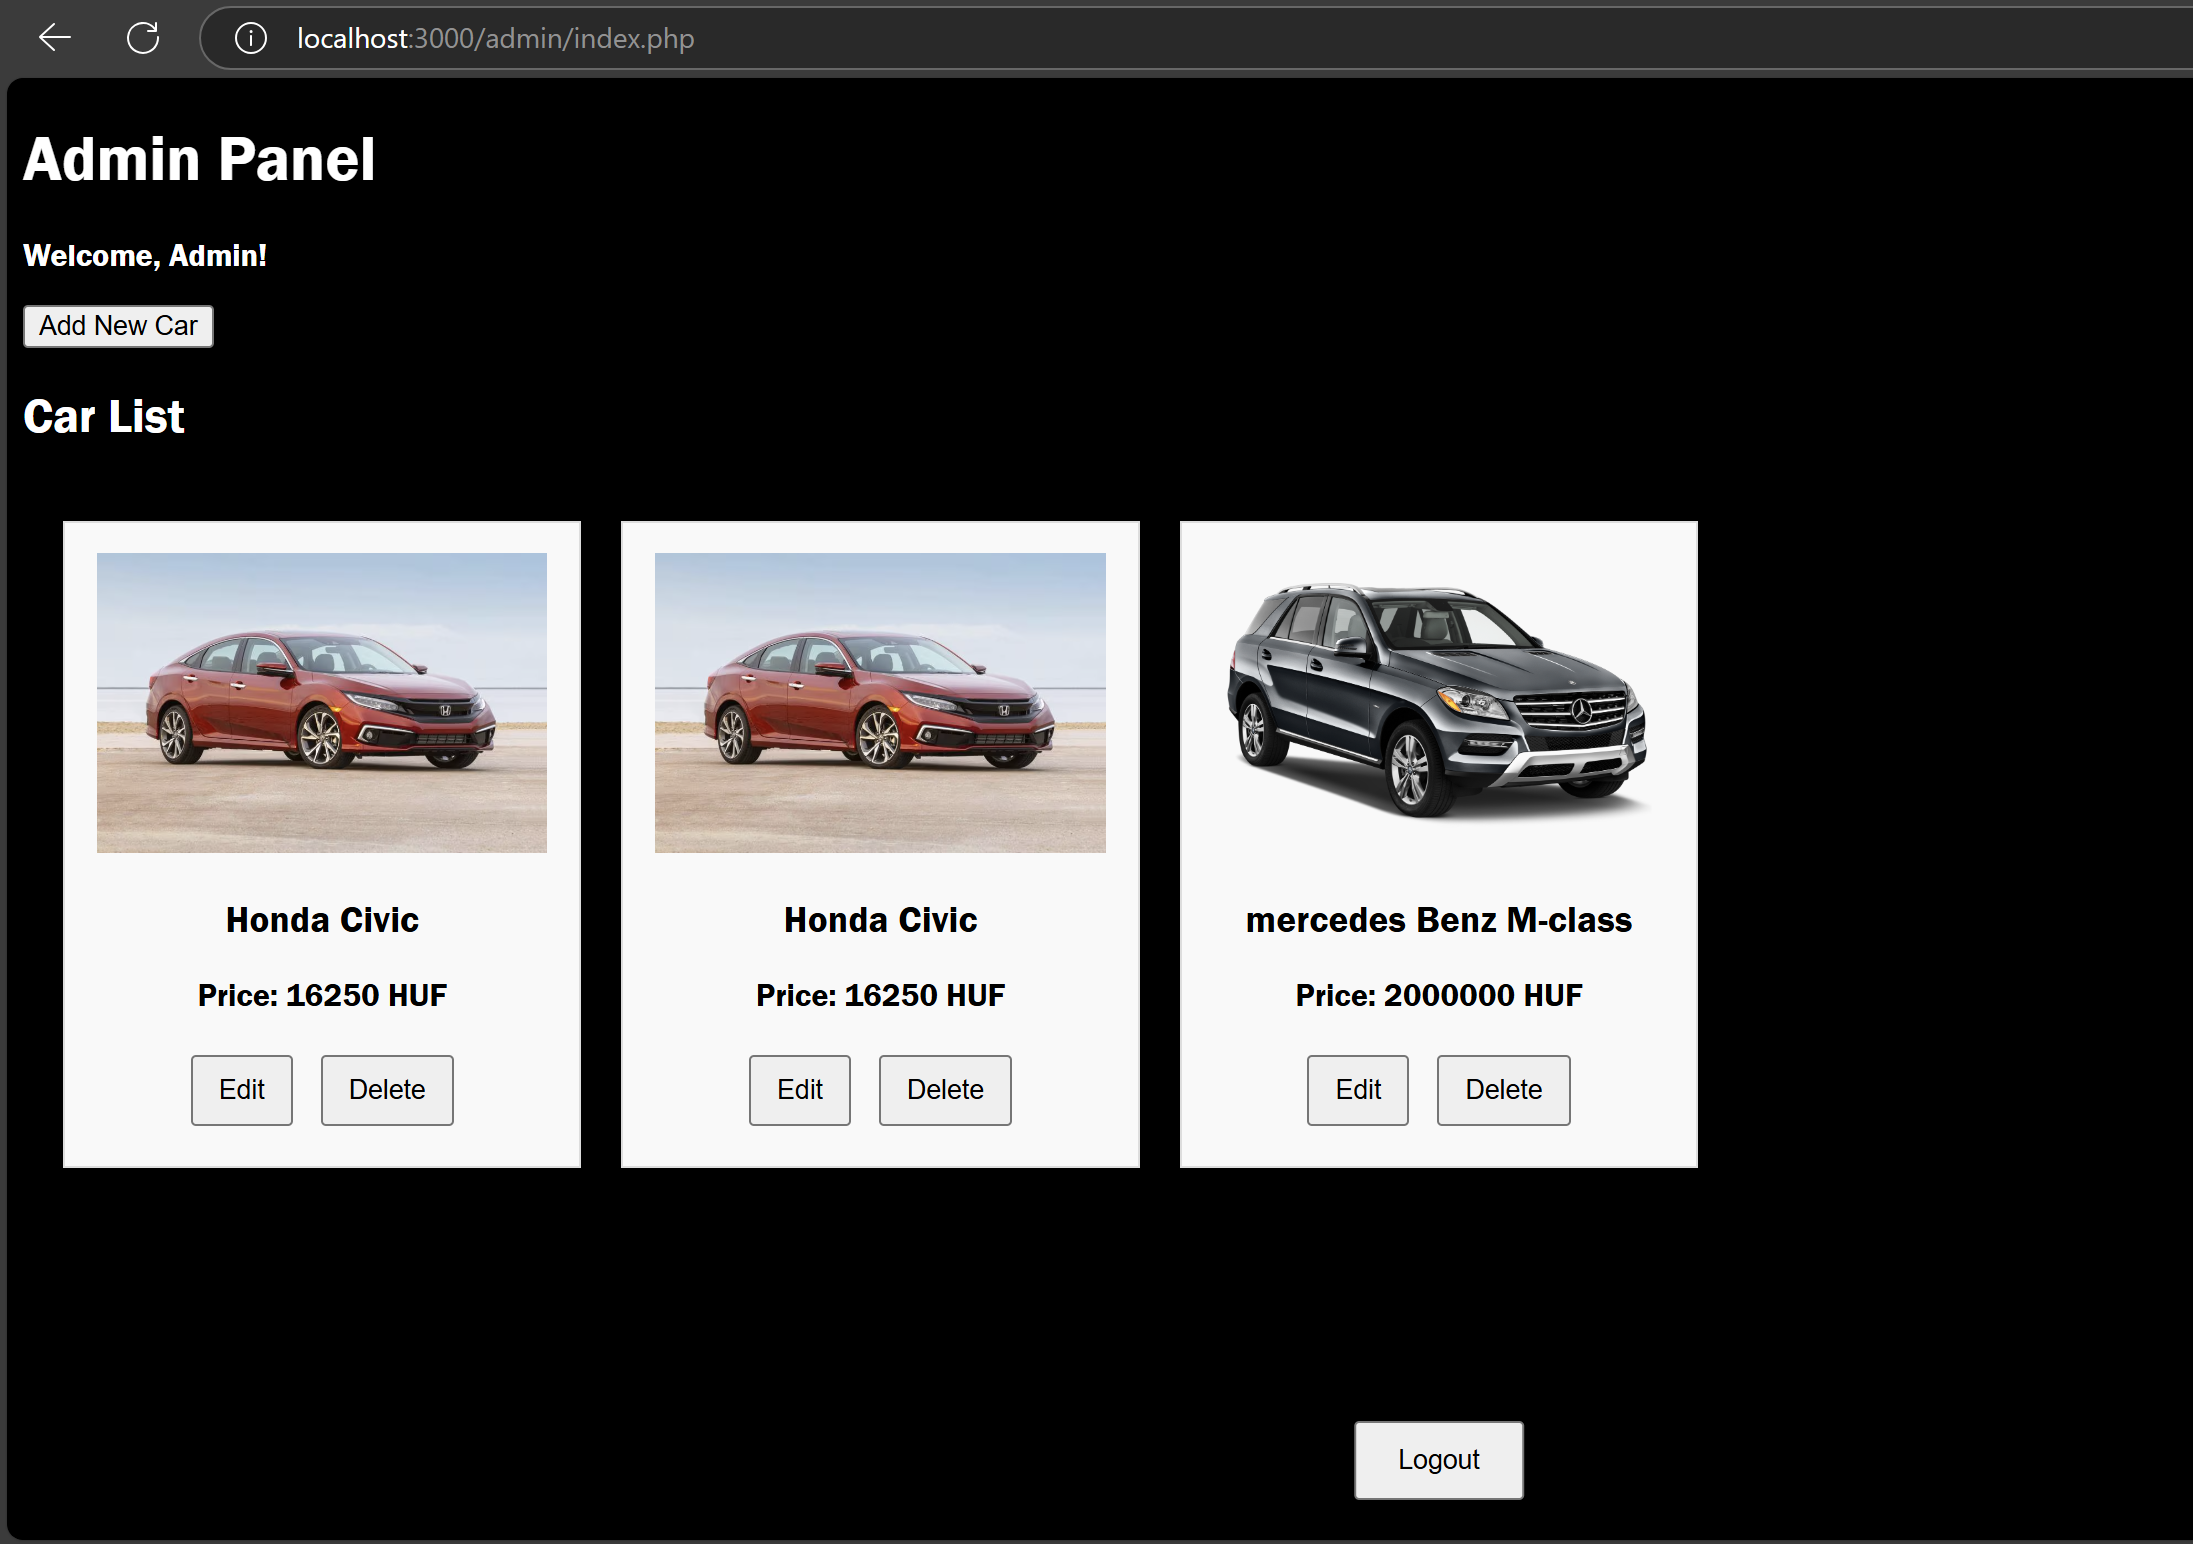 localhost:3000/admin/index.php
Admin Panel
Welcome, Admin!
Add New Car
Car List
Honda Civic
Price: 16250 HUF
Edit Delete
Honda Civic
Price: 16250 HUF
Edit Delete
mercedes Benz M-class
Price: 2000000 HUF
Edit Delete
Logout